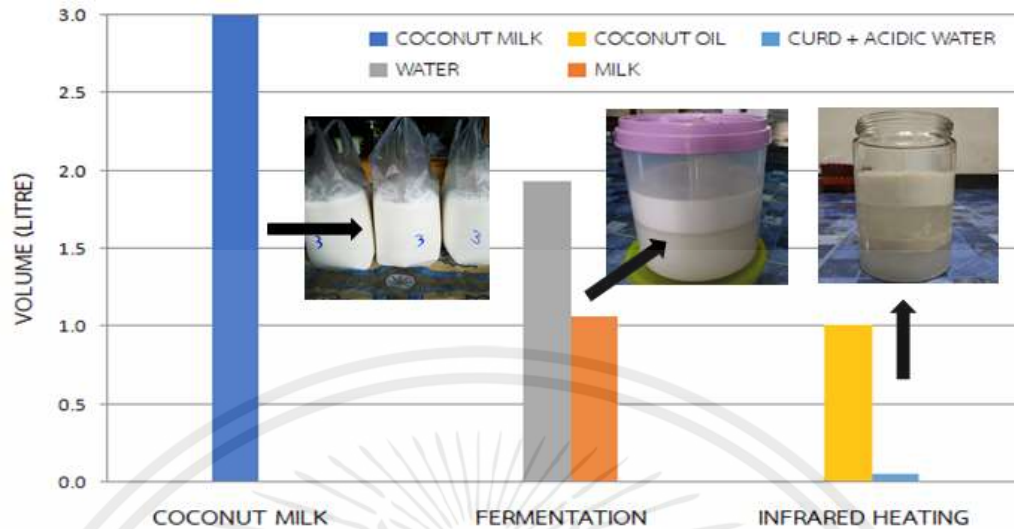 3.0
2.5
2.0
1.5
1.0
0.5
0.0
VOLUME (LITRE)
COCONUT MILK COCONUT OIL CURD + ACIDIC WATER
WATER MILK
3 3 3
COCONUT MILK FERMENTATION INFRARED HEATING